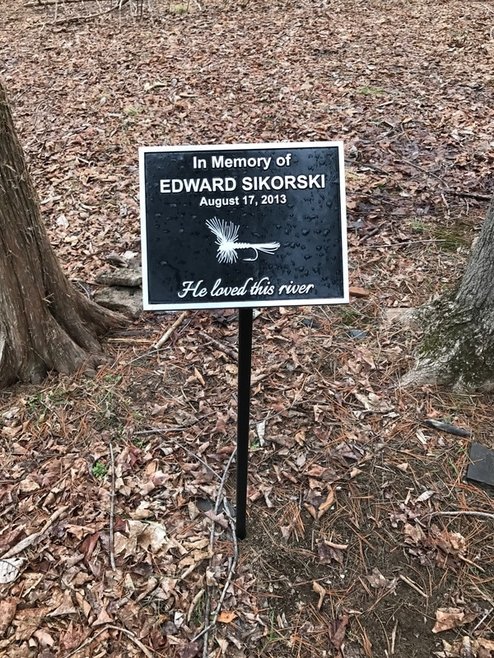 In Memory of
EDWARD SIKORSKI
August 17, 2013
He loved this river